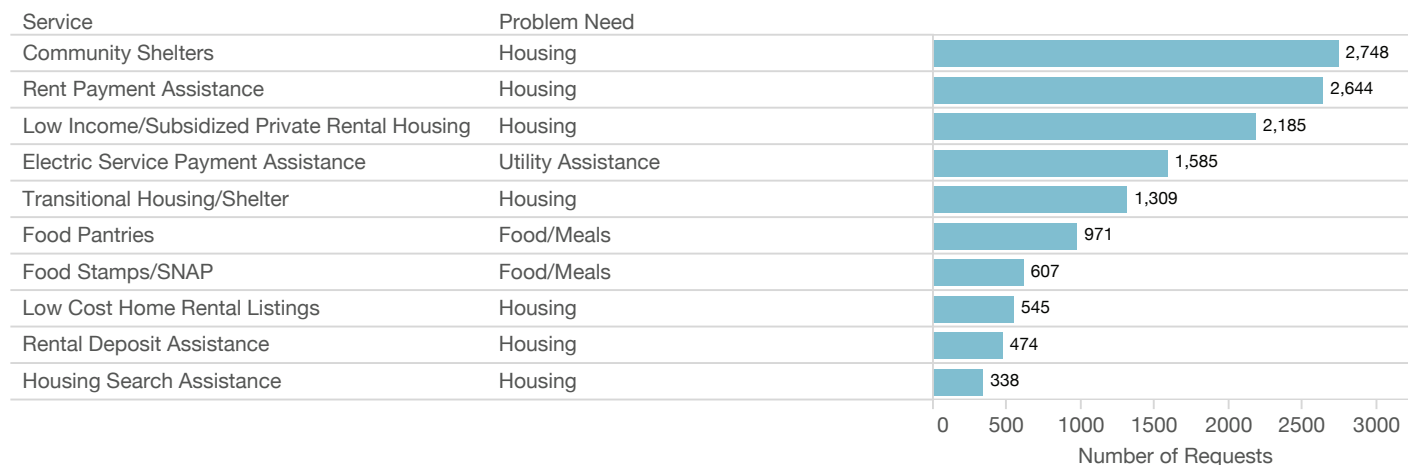 Service Problem Need
Community Shelters Housing 2,748
Rent Payment Assistance Housing 2,644
Low Income/Subsidized Private Rental Housing Housing 2,185
Electric Service Payment Assistance Utility Assistance 1,585
Transitional Housing/Shelter Housing 1,309
Food Pantries Food/Meals 971
Food Stamps/SNAP Food/Meals 607
Low Cost Home Rental Listings Housing 545
Rental Deposit Assistance Housing 474
Housing Search Assistance Housing 338
0 500 1000 1500 2000 2500 3000
Number of Requests